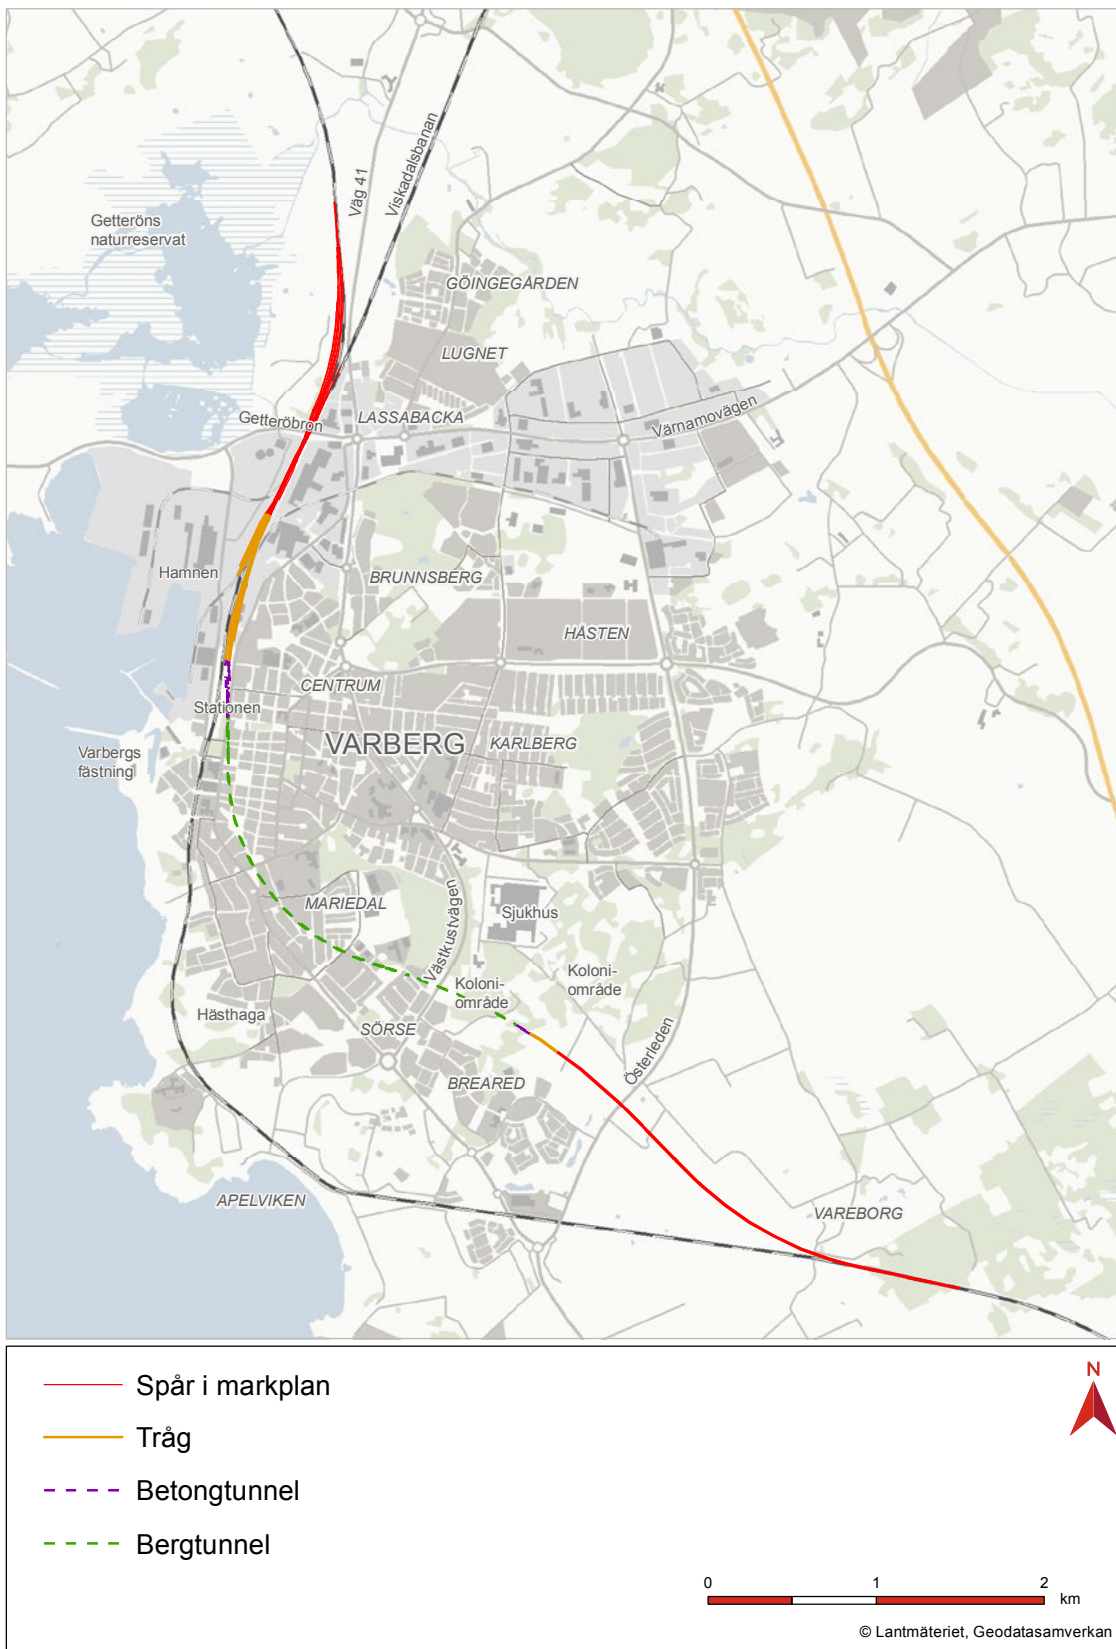 Väg 41
Viskadalsbanan
Getteröns
naturreservat
GÖINGEGÅRDEN
LUGNET
Getteröbron
LASSABACKA
Värnamovägen
Hamnen
BRUNNSBERG
HÅSTEN
CENTRUM
Stationen
VARBERG
KARLBERG
Varbergs
fästning
MARIEDAL
Västkustvägen
Sjukhus
Koloni-
område
Koloni-
område
Hästhaga
SÖRSE
BREARED
Österleden
APELVIKEN
VAREBORG
Spår i markplan
Tråg
Betongtunnel
Bergtunnel
N
0 1 2
km
© Lantmäteriet, Geodatasamverkan